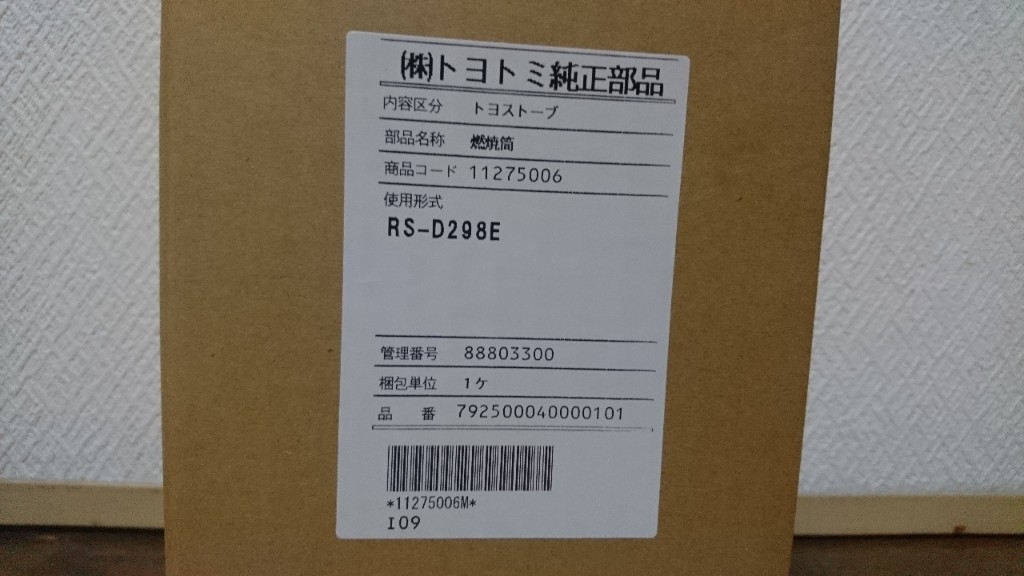 ㈱トヨトミ純正部品
内容区分 トヨストーブ
部品名称 燃焼筒
商品コード 11275006
使用形式
RS-D298E
管理番号 88803300
梱包単位 1ケ
品 番 792500040000101
*11275006M*
I09